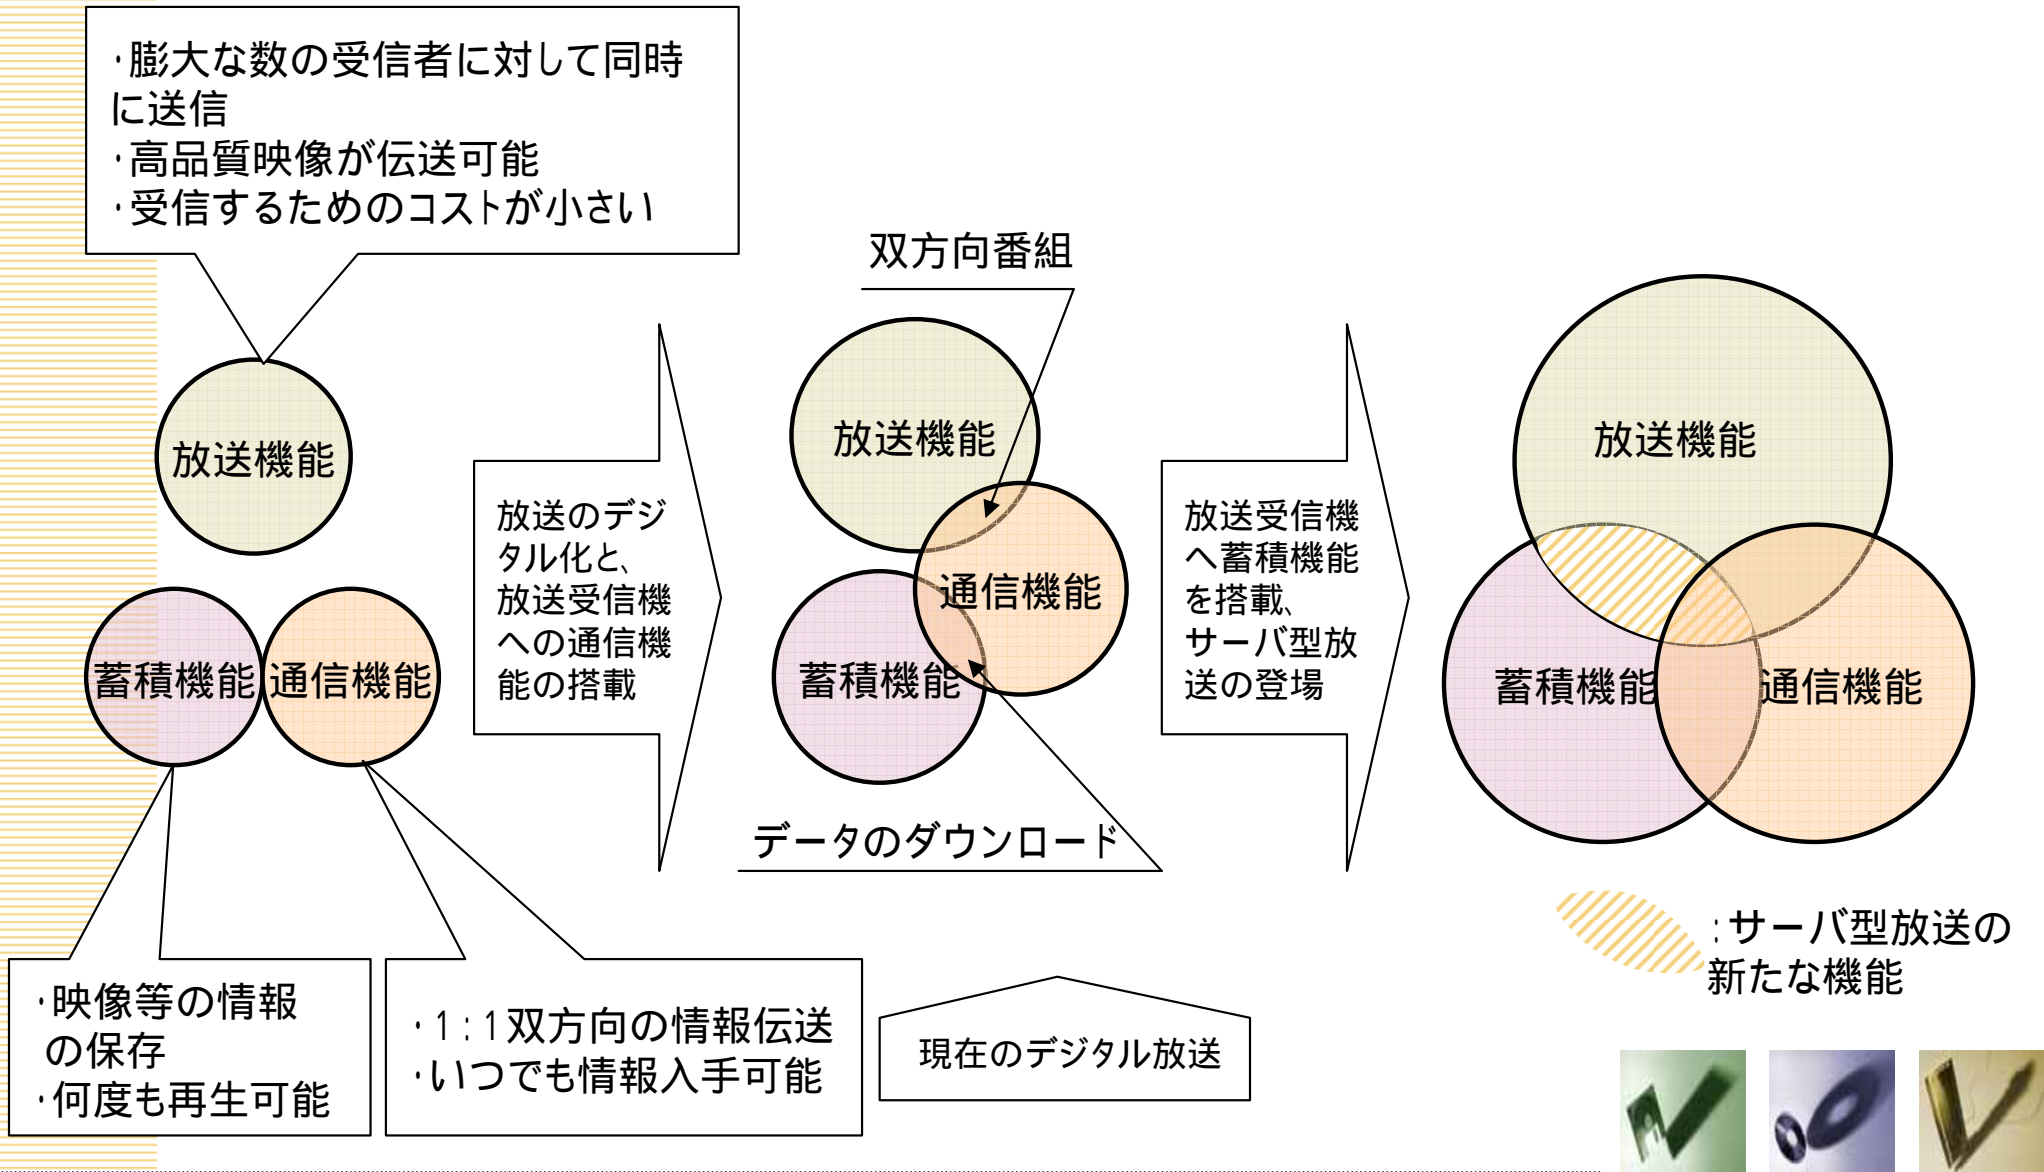 ・膨大な数の受信者に対して同時
に送信
・高品質映像が伝送可能
・受信するためのコストが小さい
放送機能
蓄積機能
通信機能
・映像等の情報
の保存
・何度も再生可能
・1:1双方向の情報伝送
・いつでも情報入手可能
放送のデジ
タル化と、
放送受信機
への通信機
能の搭載
双方向番組
放送機能
通信機能
蓄積機能
データのダウンロード
現在のデジタル放送
放送受信機
へ蓄積機能
を搭載、
サーバ型放
送の登場
放送機能
蓄積機能
通信機能
:サーバ型放送の
新たな機能